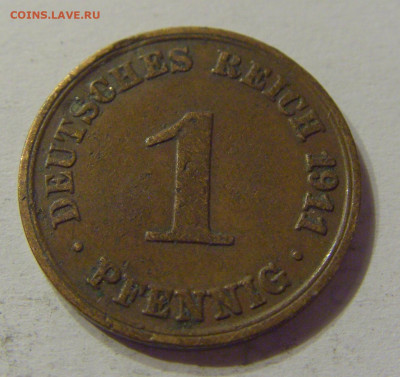 COINS.LAVE.RU
DEUTSCHES REICH 1911
1
· PFENNIG ·